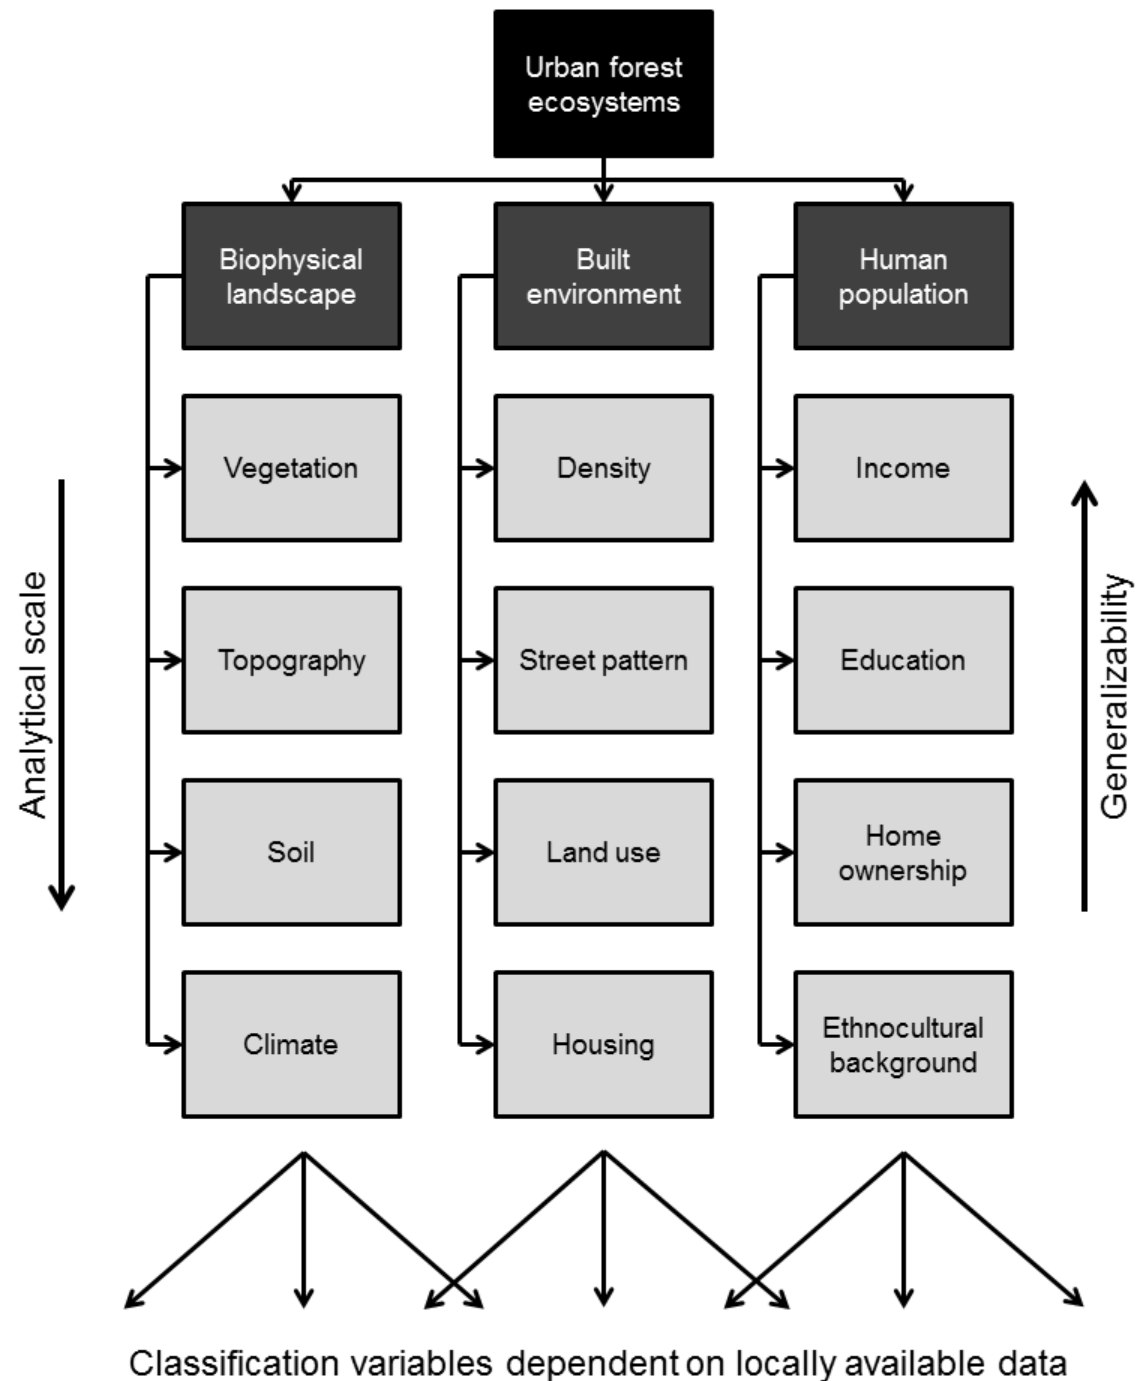 Urban forest
ecosystems
Biophysical
landscape
Built
environment
Human
population
Vegetation
Density
Income
Topography
Street pattern
Education
Soil
Land use
Home
ownership
Climate
Housing
Ethnocultural
background
Analytical scale
Generalizability
Classification variables dependent on locally available data